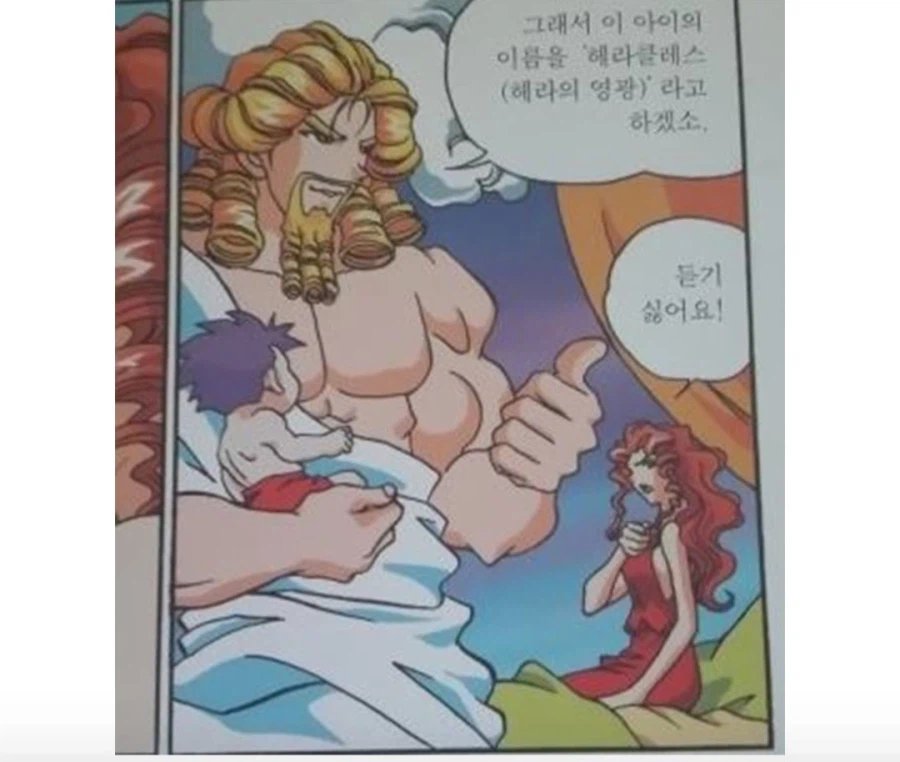 그래서 이 아이의
이름을 '헤라클레스
(헤라의 영광)' 라고
하겠소.
듣기
싫어요!